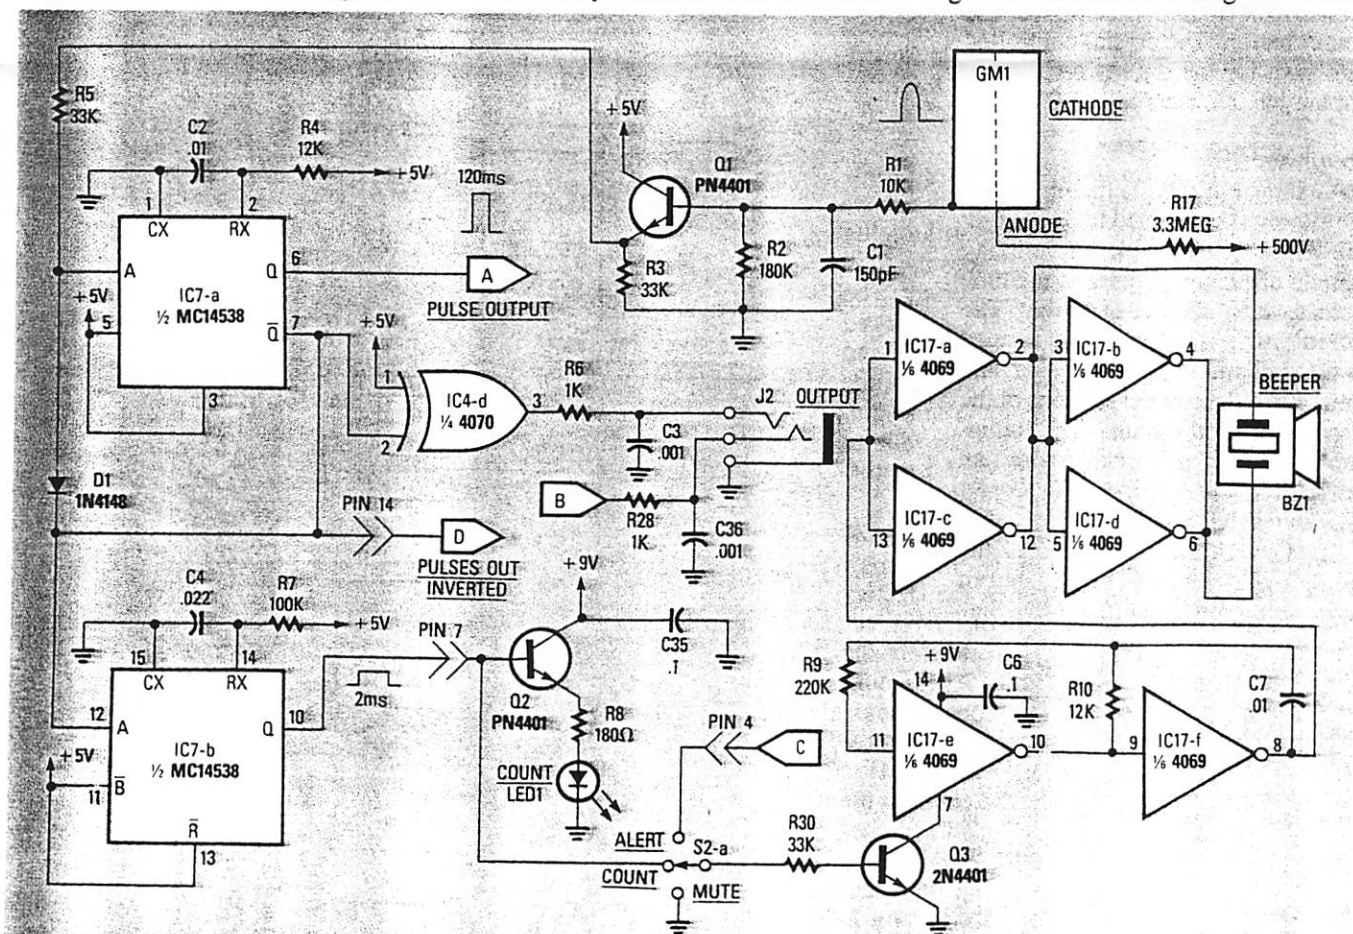 GM1
CATHODE
R5
33K
+5V
C2
.01
R4
12K
+5V
120ms
Q1
PN4401
R1
10K
ANODE
R17
3.3MEG
+500V
1
2
CX
RX
A
Q
6
A
PULSE OUTPUT
R3
33K
R2
180K
C1
150pF
+5V
5
IC7-a
½ MC14538
Q̅
7
3
+5V
1
2
IC4-d
¼ 4070
3
R6
1K
C3
.001
J2
OUTPUT
1
IC17-a
⅙ 4069
2
3
IC17-b
⅙ 4069
4
BEEPER
BZ1
D1
1N4148
PIN 14
D
PULSES OUT
INVERTED
B
R28
1K
C36
.001
13
IC17-c
⅙ 4069
12
5
IC17-d
⅙ 4069
6
C4
.022
R7
100K
+5V
15
14
CX
RX
12
A
Q
10
2ms
PIN 7
+9V
C35
.1
Q2
PN4401
R8
180Ω
COUNT
LED1
+5V
11
B̅
IC7-b
½ MC14538
R̅
13
PIN 4
C
ALERT
S2-a
COUNT
MUTE
R30
33K
Q3
2N4401
R9
220K
+9V
14
C6
.1
11
IC17-e
⅙ 4069
10
7
R10
12K
9
IC17-f
⅙ 4069
8
C7
.01